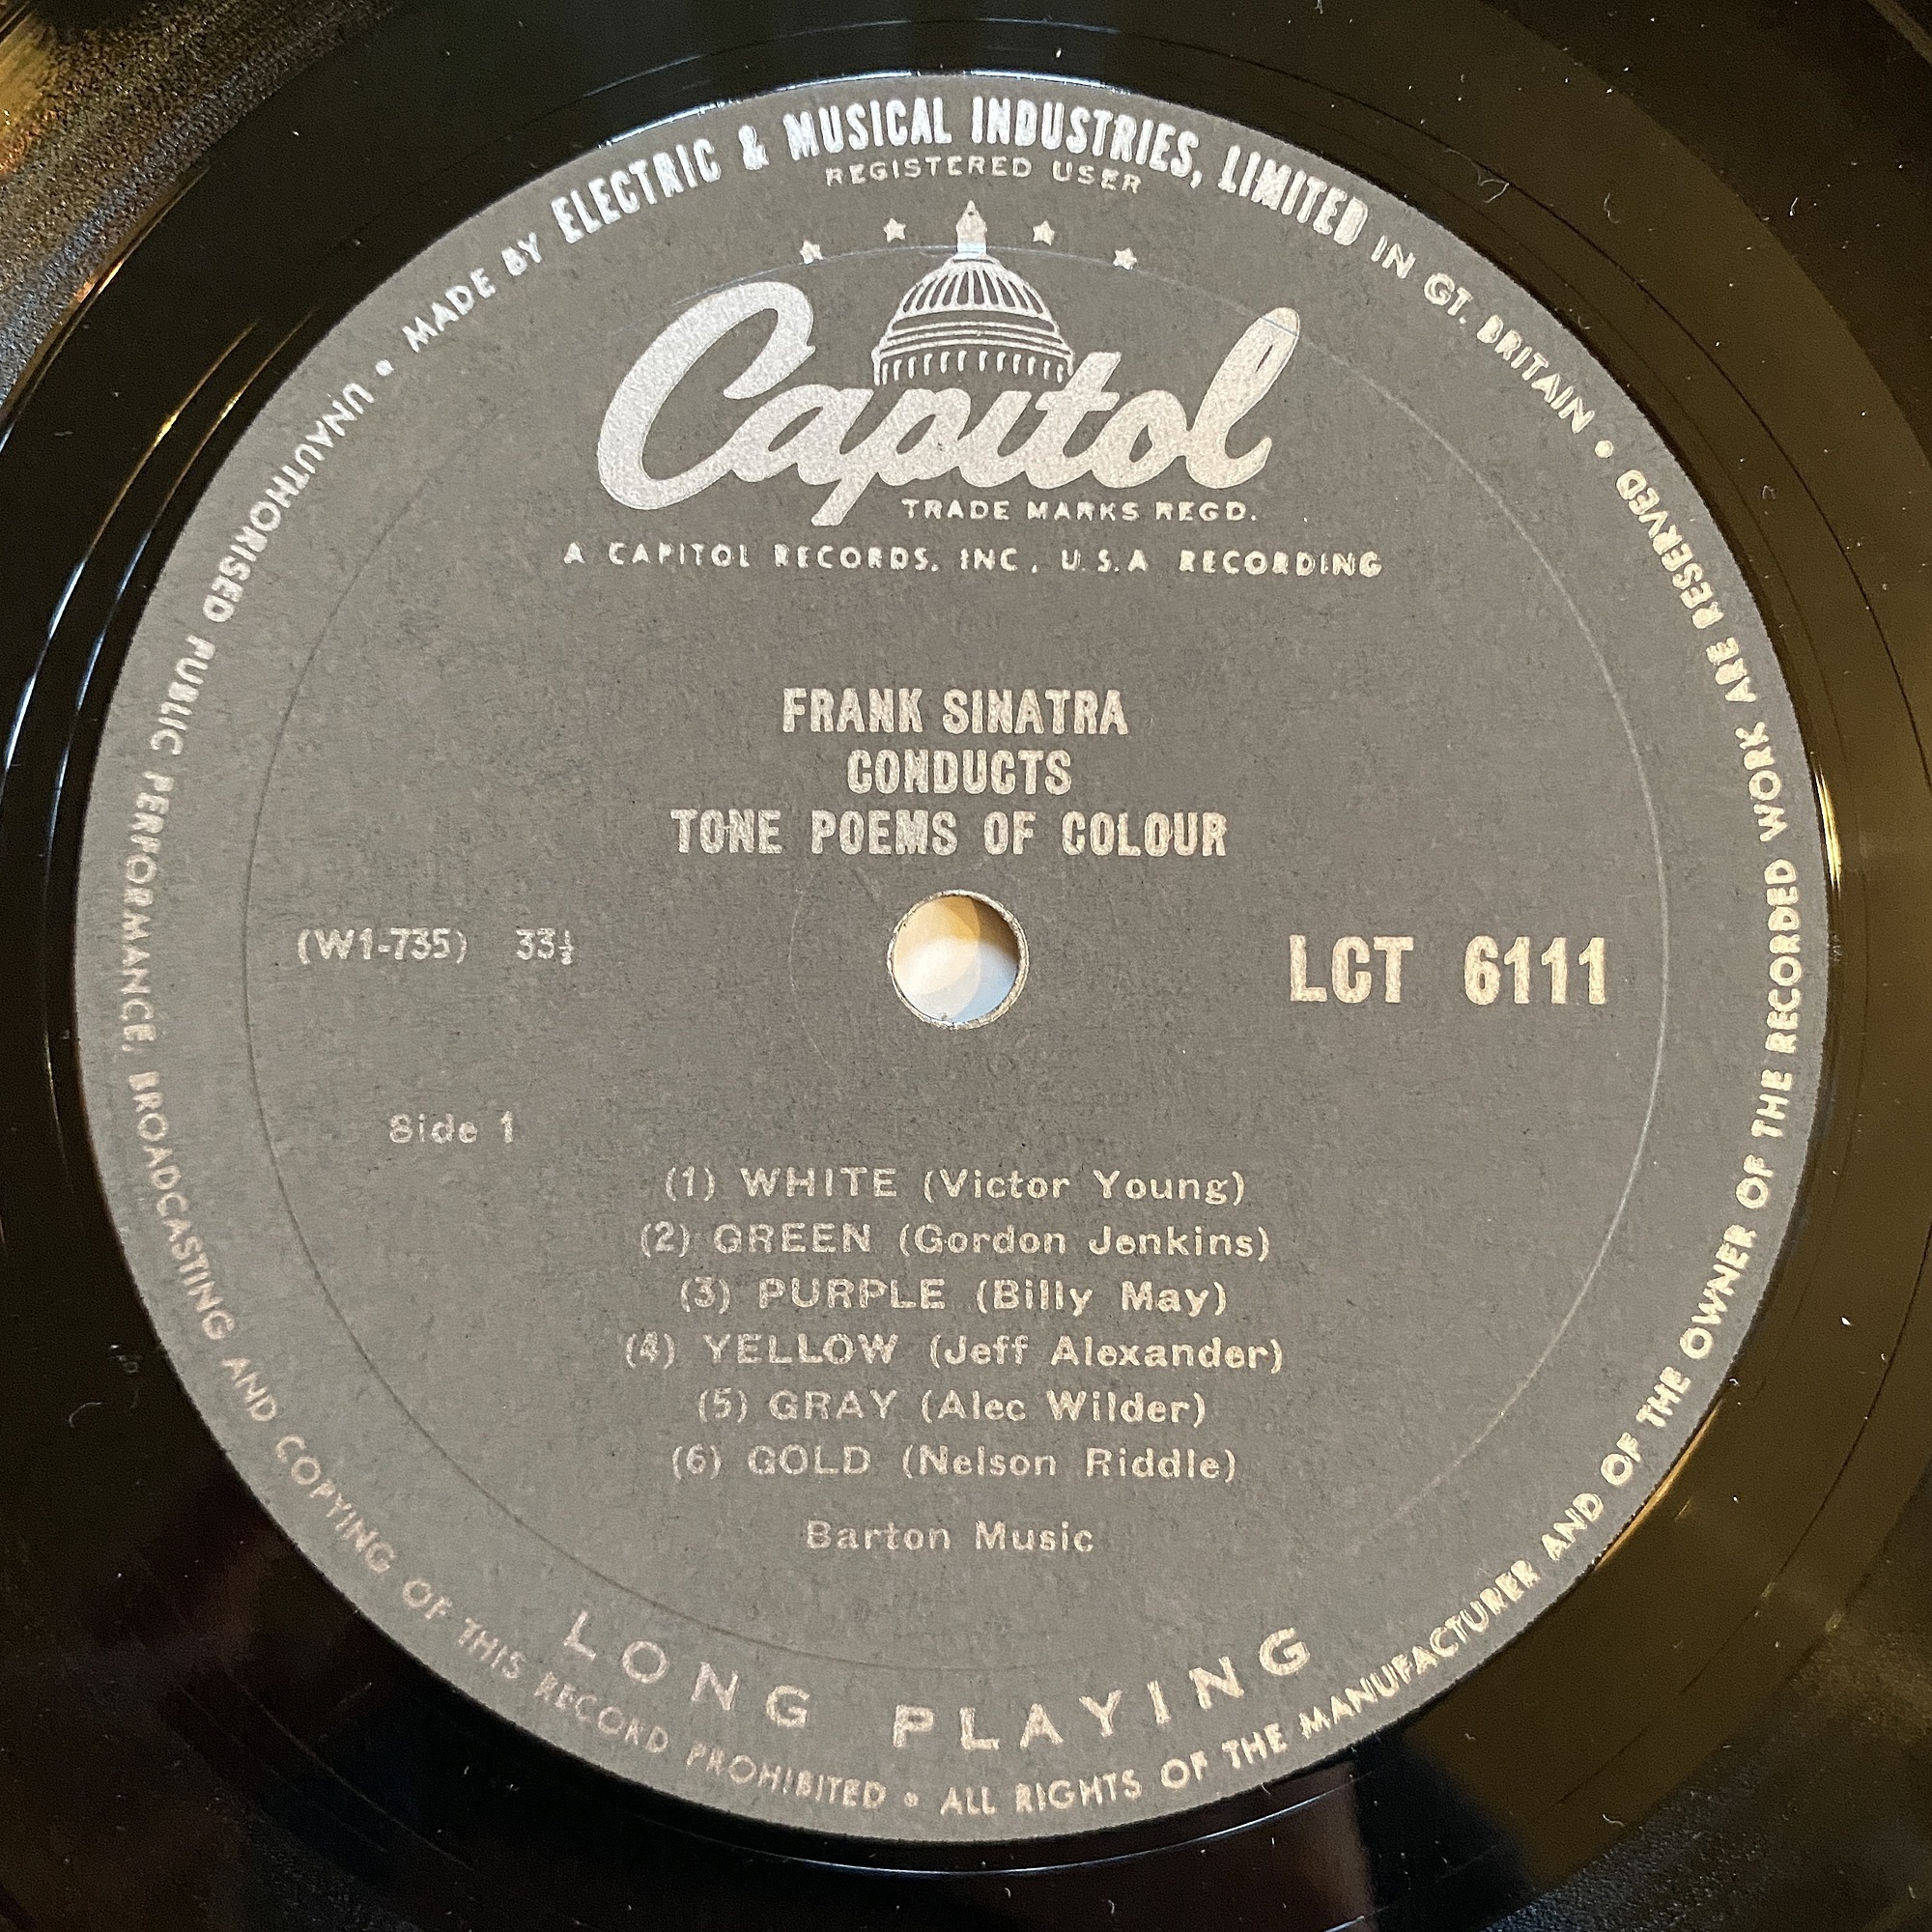 MADE BY ELECTRIC & MUSICAL INDUSTRIES, LIMITED IN GT. BRITAIN •
REGISTERED USER
Capitol
TRADE MARKS REGD.
A CAPITOL RECORDS, INC, U.S.A RECORDING
FRANK SINATRA
CONDUCTS
TONE POEMS OF COLOUR
(W1-735) 33⅓
LCT 6111
Side 1
(1) WHITE (Victor Young)
(2) GREEN (Gordon Jenkins)
(3) PURPLE (Billy May)
(4) YELLOW (Jeff Alexander)
(5) GRAY (Alec Wilder)
(6) GOLD (Nelson Riddle)
Barton Music
LONG PLAYING
UNAUTHORISED PUBLIC PERFORMANCE, BROADCASTING AND COPYING OF THIS RECORD PROHIBITED • ALL RIGHTS OF THE MANUFACTURER AND OF THE OWNER OF THE RECORDED WORK ARE RESERVED •